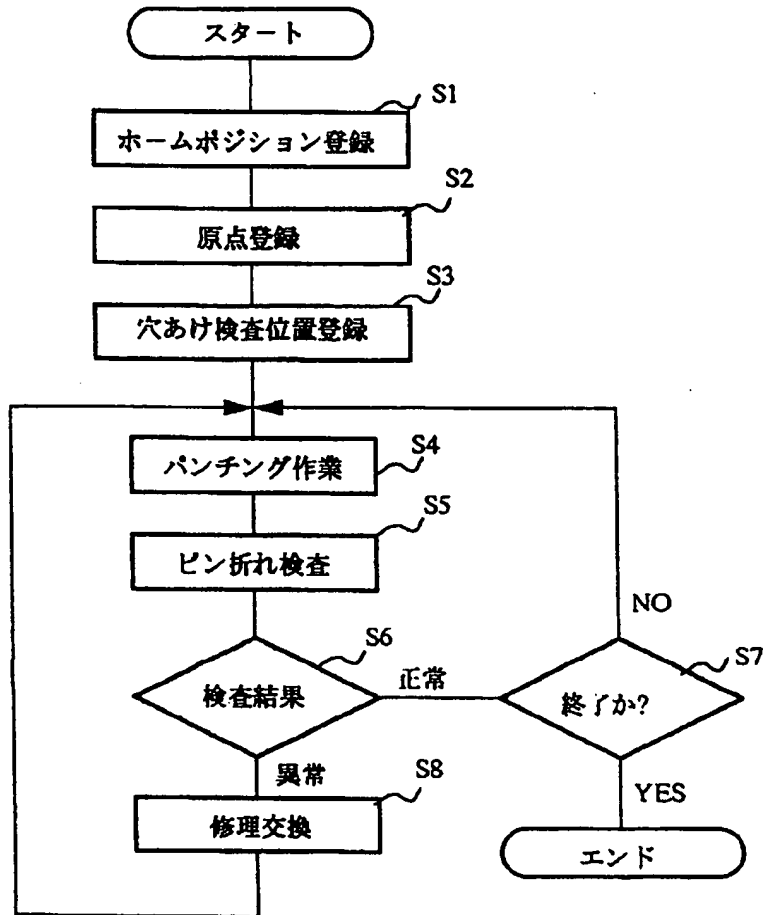 スタート
S1
ホームポジション登録
S2
原点登録
S3
穴あけ検査位置登録
S4
パンチング作業
S5
ピン折れ検査
S6
検査結果
正常
NO
S7
終了か?
異常
S8
修理交換
YES
エンド